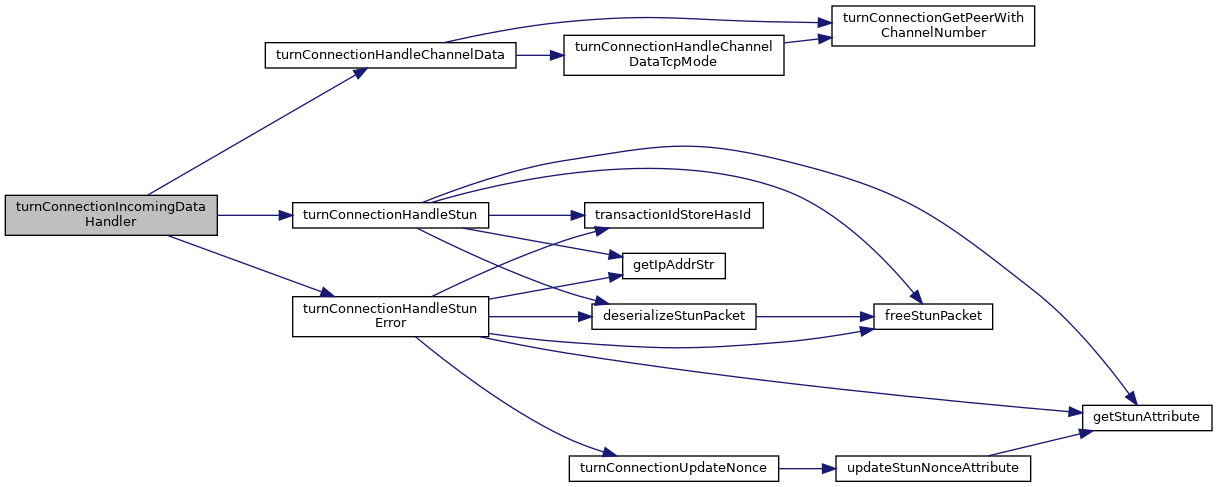 turnConnectionGetPeerWith
ChannelNumber
turnConnectionHandleChannelData
turnConnectionHandleChannel
DataTcpMode
turnConnectionIncomingData
Handler
turnConnectionHandleStun
transactionIdStoreHasId
getIpAddrStr
turnConnectionHandleStun
Error
deserializeStunPacket
freeStunPacket
getStunAttribute
turnConnectionUpdateNonce
updateStunNonceAttribute